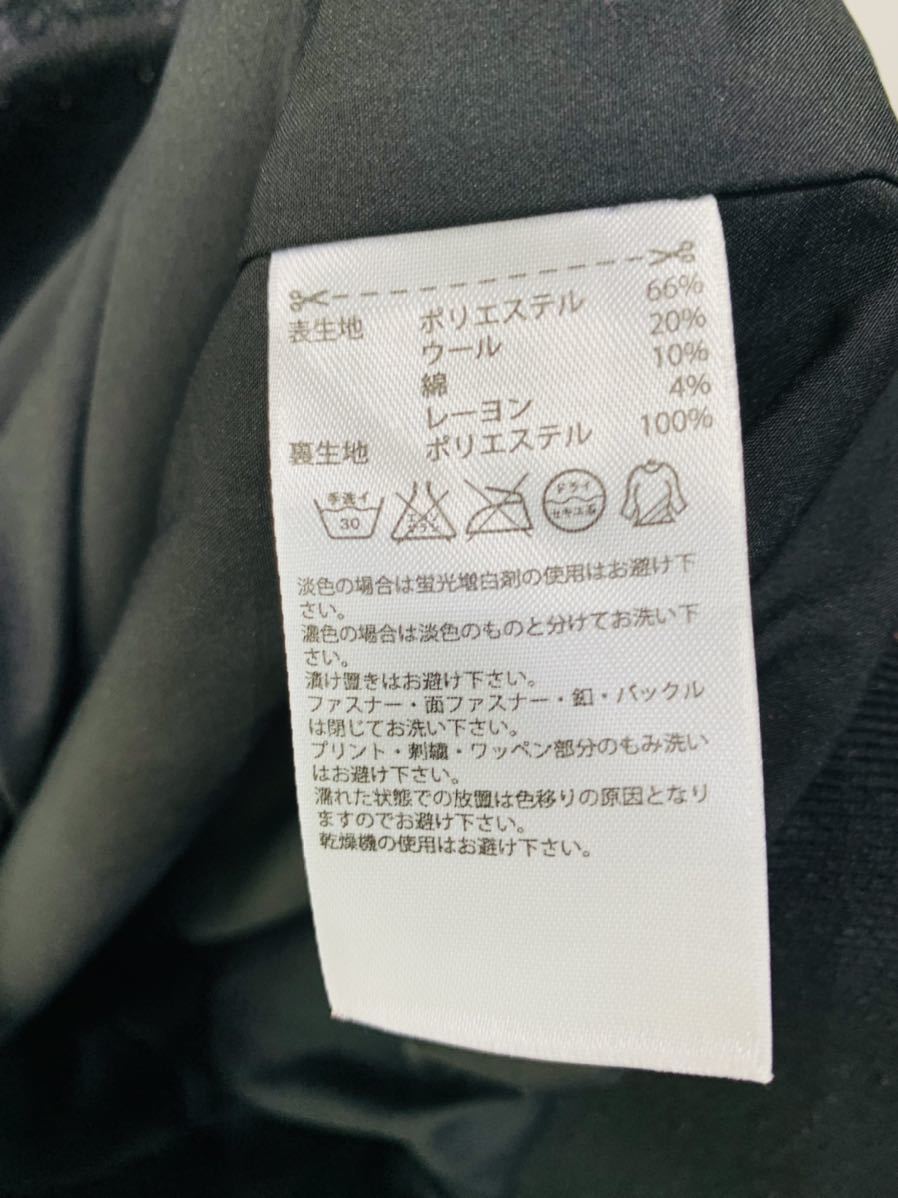 表生地 ポリエステル 66%
ウール 20%
綿 10%
レーヨン 4%
裏生地 ポリエステル 100%
手洗イ 30 エンソ サラシ ドライ セキユ系
淡色の場合は蛍光増白剤の使用はお避け下
さい。
濃色の場合は淡色のものと分けてお洗い下
さい。
漬け置きはお避け下さい。
ファスナー・面ファスナー・釦・バックル
は閉じてお洗い下さい。
プリント・刺繍・ワッペン部分のもみ洗い
はお避け下さい。
濡れた状態での放置は色移りの原因となり
ますのでお避け下さい。
乾燥機の使用はお避け下さい。